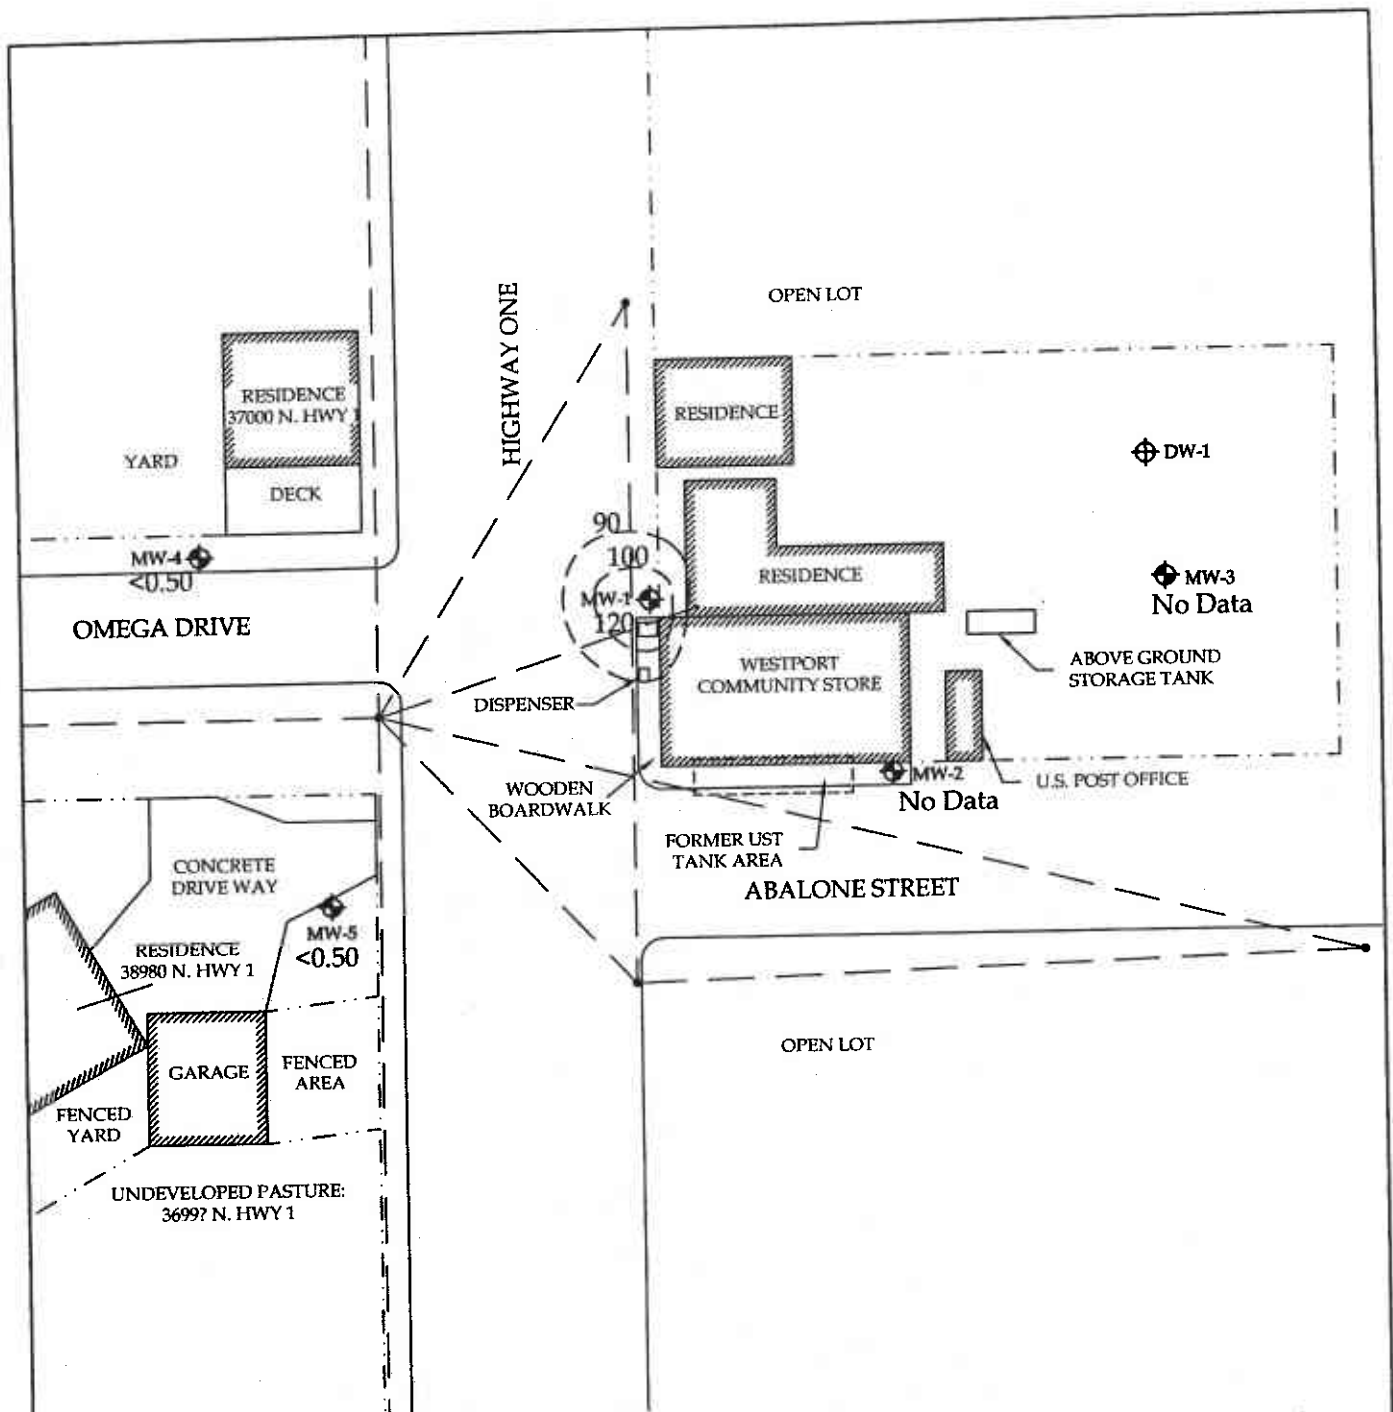 HIGHWAY ONE
OPEN LOT
RESIDENCE
37000 N. HWY 1
YARD
DECK
RESIDENCE
DW-1
90
100
MW-4
<0.50
MW-1
120
RESIDENCE
MW-3
No Data
OMEGA DRIVE
WESTPORT
COMMUNITY STORE
ABOVE GROUND
STORAGE TANK
DISPENSER
WOODEN
BOARDWALK
MW-2
No Data
U.S. POST OFFICE
FORMER UST
TANK AREA
ABALONE STREET
CONCRETE
DRIVE WAY
MW-5
<0.50
RESIDENCE
38980 N. HWY 1
OPEN LOT
GARAGE
FENCED
AREA
FENCED
YARD
UNDEVELOPED PASTURE:
3699? N. HWY 1